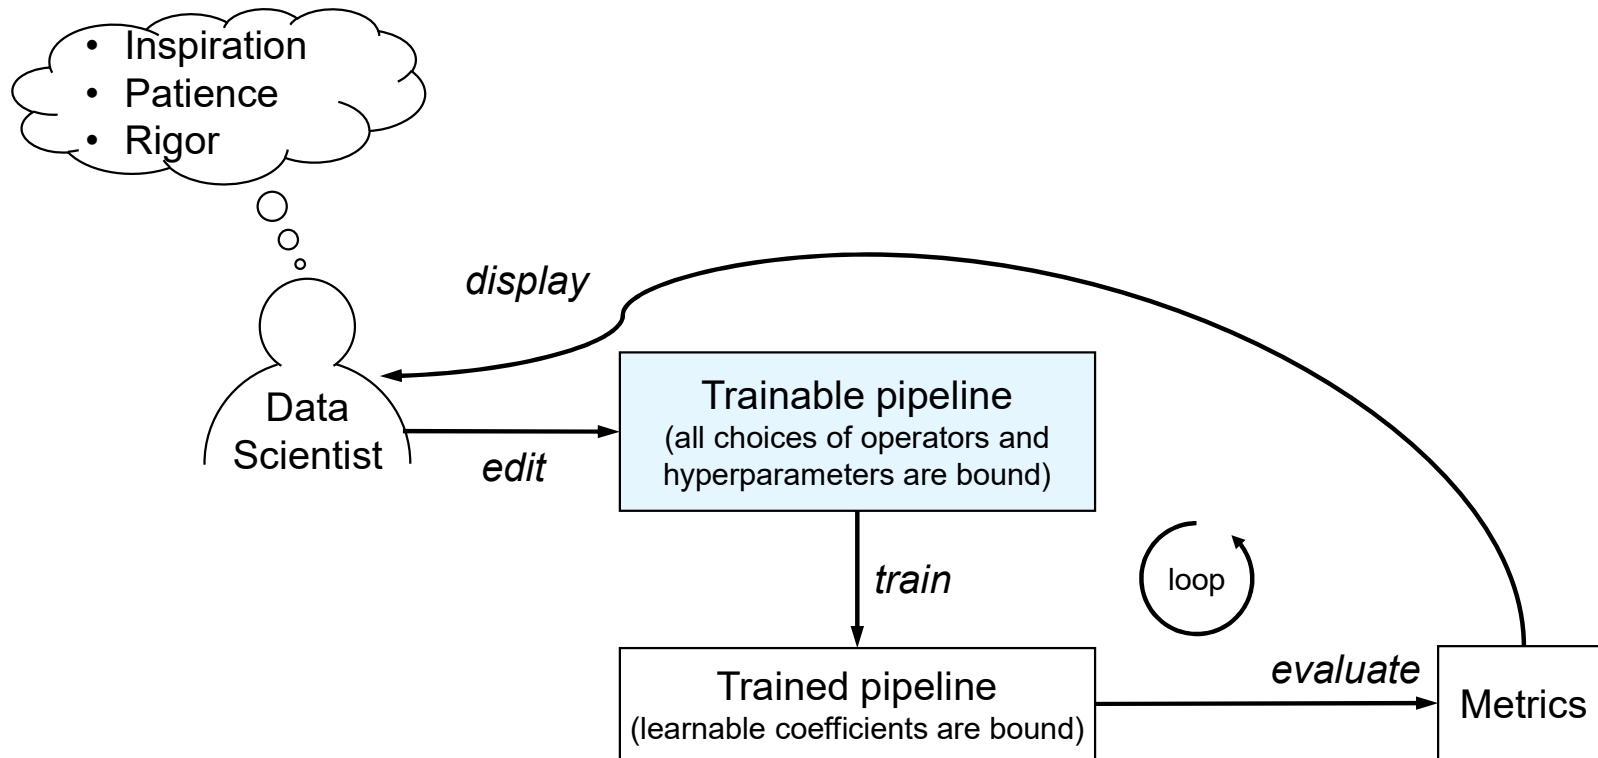 • Inspiration
• Patience
• Rigor
display
Data
Scientist
edit
Trainable pipeline
(all choices of operators and
hyperparameters are bound)
train
loop
Trained pipeline
(learnable coefficients are bound)
evaluate
Metrics